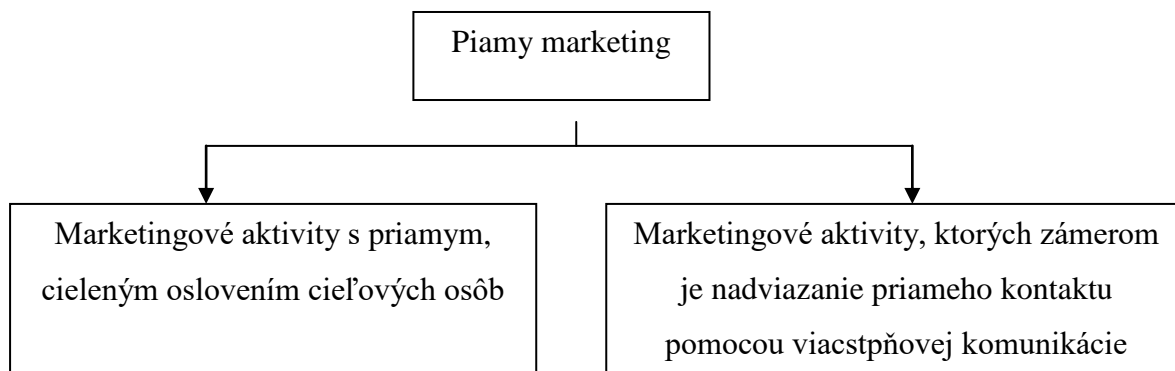 Piamy marketing
Marketingové aktivity s priamym,
cieleným oslovením cieľových osôb
Marketingové aktivity, ktorých zámerom
je nadviazanie priameho kontaktu
pomocou viacstpňovej komunikácie